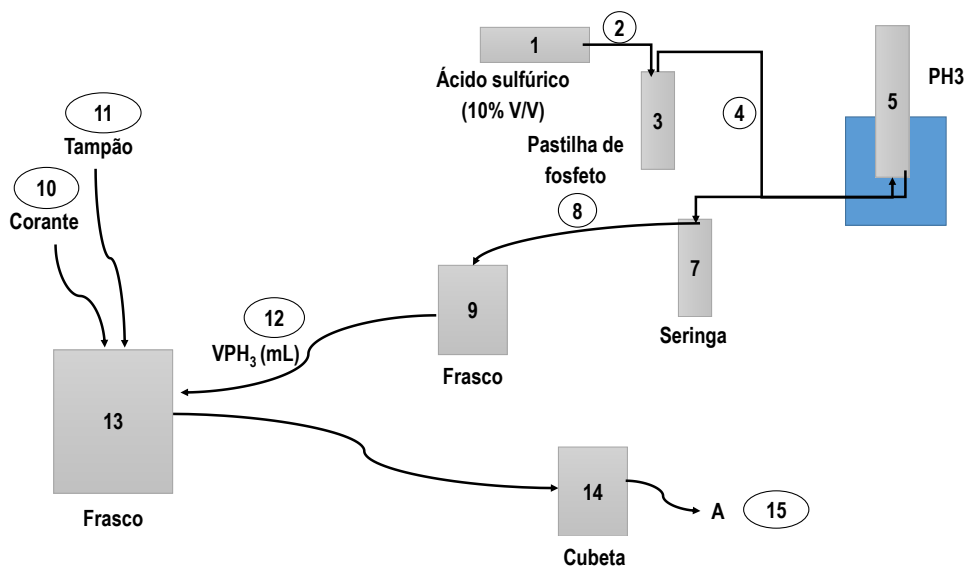 1
2
Ácido sulfúrico
(10% V/V)
3
Pastilha de
fosfeto
4
5
PH3
11
Tampão
10
Corante
8
7
Seringa
9
Frasco
12
VPH₃ (mL)
13
Frasco
14
Cubeta
A
15